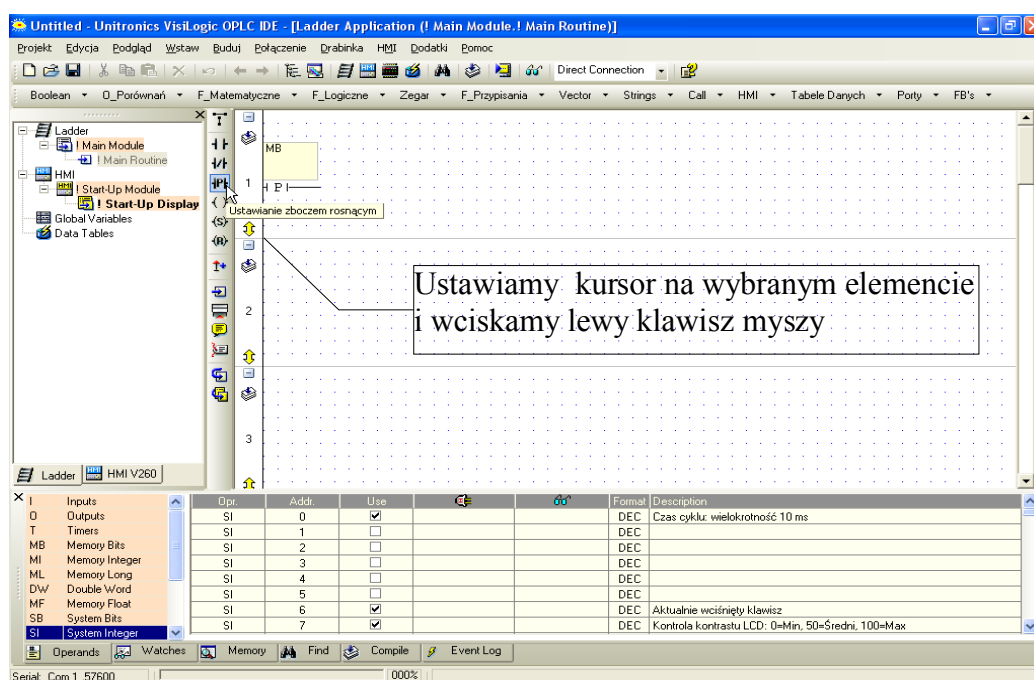 Untitled - Unitronics VisiLogic OPLC IDE - [Ladder Application (! Main Module.! Main Routine)]
Projekt Edycja Podgląd Wstaw Buduj Połączenie Drabinka HMI Dodatki Pomoc
Direct Connection
Boolean O_Porównań F_Matematyczne F_Logiczne Zegar F_Przypisania Vector Strings Call HMI Tabele Danych Porty FB's
Ladder
! Main Module
! Main Routine
HMI
! Start-Up Module
! Start-Up Display
Global Variables
Data Tables
MB
1
P
Ustawianie zboczem rosnącym
2
3
Ustawiamy kursor na wybranym elemencie
i wciskamy lewy klawisz myszy
Ladder HMI V260
I Inputs
O Outputs
T Timers
MB Memory Bits
MI Memory Integer
ML Memory Long
DW Double Word
MF Memory Float
SB System Bits
SI System Integer
Opr. Addr. Use Format Description
SI 0 DEC Czas cyklu: wielokrotność 10 ms
SI 1 DEC
SI 2 DEC
SI 3 DEC
SI 4 DEC
SI 5 DEC
SI 6 DEC Aktualnie wciśnięty klawisz
SI 7 DEC Kontrola kontrastu LCD: 0=Min, 50=Średni, 100=Max
Operands Watches Memory Find Compile Event Log
Serial: Com 1, 57600 000%